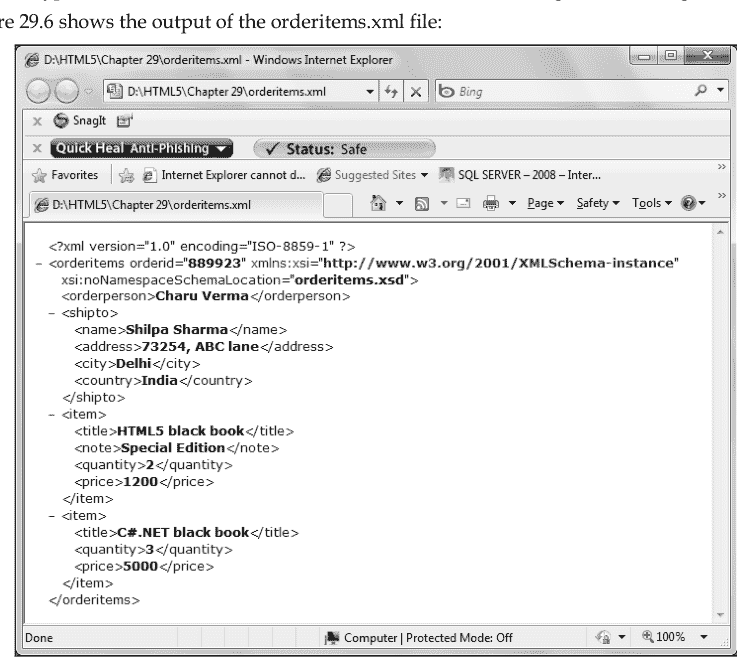 re 29.6 shows the output of the orderitems.xml file:
D:\HTML5\Chapter 29\orderitems.xml - Windows Internet Explorer
D:\HTML5\Chapter 29\orderitems.xml
Bing
x SnagIt
x Quick Heal Anti-Phishing Status: Safe
Favorites Internet Explorer cannot d... Suggested Sites SQL SERVER – 2008 – Inter... »
D:\HTML5\Chapter 29\orderitems.xml Page Safety Tools »
<?xml version="1.0" encoding="ISO-8859-1" ?>
- <orderitems orderid="889923" xmlns:xsi="http://www.w3.org/2001/XMLSchema-instance"
xsi:noNamespaceSchemaLocation="orderitems.xsd">
<orderperson>Charu Verma</orderperson>
- <shipto>
<name>Shilpa Sharma</name>
<address>73254, ABC lane</address>
<city>Delhi</city>
<country>India</country>
</shipto>
- <item>
<title>HTML5 black book</title>
<note>Special Edition</note>
<quantity>2</quantity>
<price>1200</price>
</item>
- <item>
<title>C#.NET black book</title>
<quantity>3</quantity>
<price>5000</price>
</item>
</orderitems>
Done Computer | Protected Mode: Off 100%